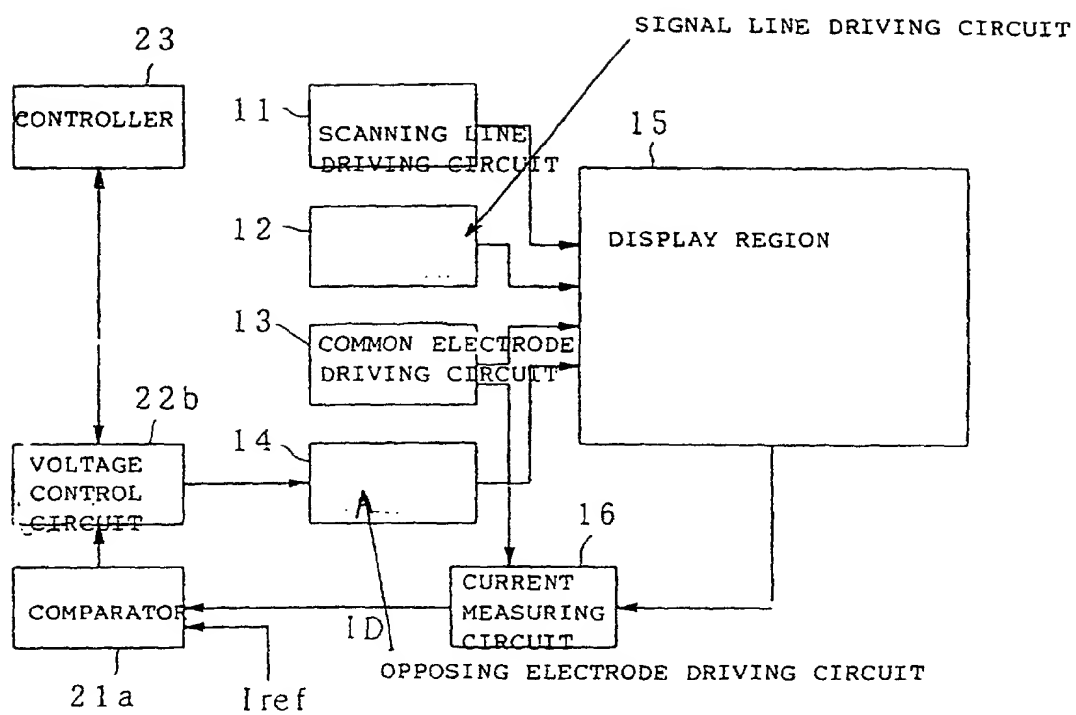 SIGNAL LINE DRIVING CIRCUIT
23
CONTROLLER
11
SCANNING LINE
DRIVING CIRCUIT
15
DISPLAY REGION
12
13
COMMON ELECTRODE
DRIVING CIRCUIT
22b
VOLTAGE
CONTROL
CIRCUIT
14
16
CURRENT
MEASURING
CIRCUIT
COMPARATOR
ID
OPPOSING ELECTRODE DRIVING CIRCUIT
21a
Iref